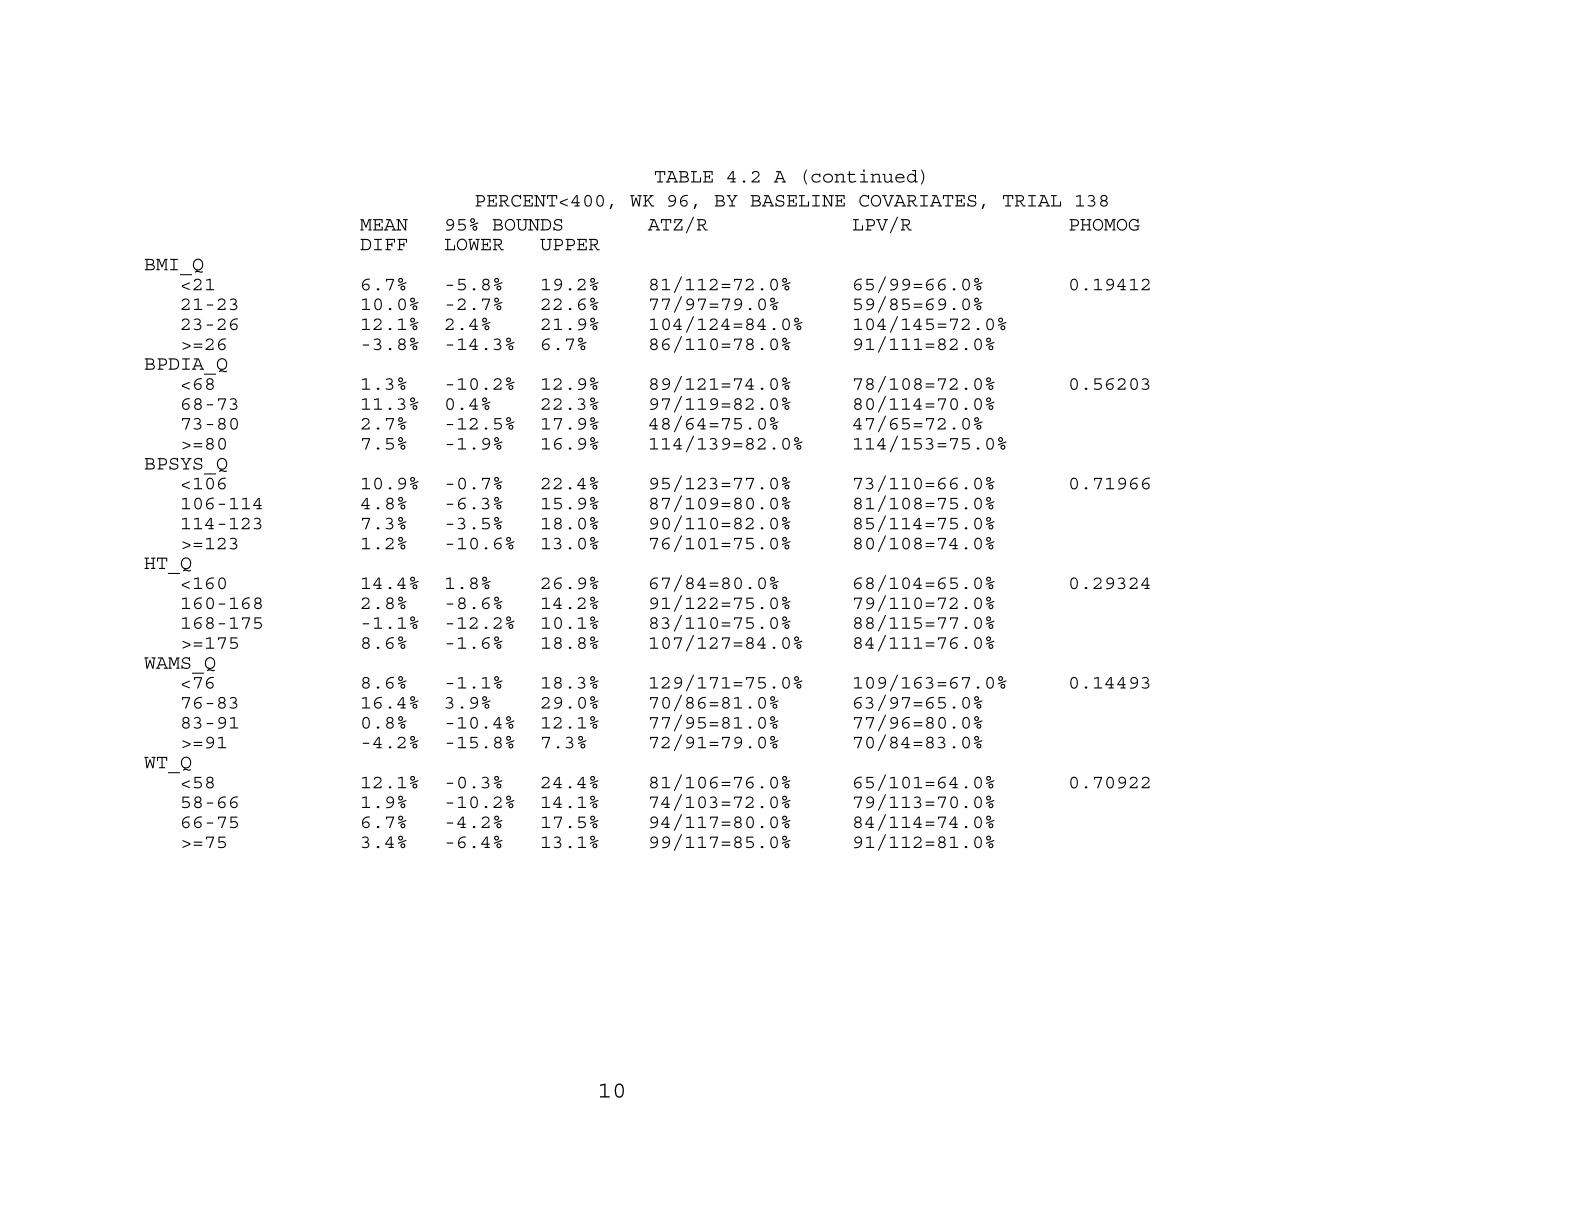 TABLE 4.2 A (continued)
PERCENT<400, WK 96, BY BASELINE COVARIATES, TRIAL 138
MEAN 95% BOUNDS ATZ/R LPV/R PHOMOG
DIFF LOWER UPPER
BMI_Q
<21 6.7% -5.8% 19.2% 81/112=72.0% 65/99=66.0% 0.19412
21-23 10.0% -2.7% 22.6% 77/97=79.0% 59/85=69.0%
23-26 12.1% 2.4% 21.9% 104/124=84.0% 104/145=72.0%
>=26 -3.8% -14.3% 6.7% 86/110=78.0% 91/111=82.0%
BPDIA_Q
<68 1.3% -10.2% 12.9% 89/121=74.0% 78/108=72.0% 0.56203
68-73 11.3% 0.4% 22.3% 97/119=82.0% 80/114=70.0%
73-80 2.7% -12.5% 17.9% 48/64=75.0% 47/65=72.0%
>=80 7.5% -1.9% 16.9% 114/139=82.0% 114/153=75.0%
BPSYS_Q
<106 10.9% -0.7% 22.4% 95/123=77.0% 73/110=66.0% 0.71966
106-114 4.8% -6.3% 15.9% 87/109=80.0% 81/108=75.0%
114-123 7.3% -3.5% 18.0% 90/110=82.0% 85/114=75.0%
>=123 1.2% -10.6% 13.0% 76/101=75.0% 80/108=74.0%
HT_Q
<160 14.4% 1.8% 26.9% 67/84=80.0% 68/104=65.0% 0.29324
160-168 2.8% -8.6% 14.2% 91/122=75.0% 79/110=72.0%
168-175 -1.1% -12.2% 10.1% 83/110=75.0% 88/115=77.0%
>=175 8.6% -1.6% 18.8% 107/127=84.0% 84/111=76.0%
WAMS_Q
<76 8.6% -1.1% 18.3% 129/171=75.0% 109/163=67.0% 0.14493
76-83 16.4% 3.9% 29.0% 70/86=81.0% 63/97=65.0%
83-91 0.8% -10.4% 12.1% 77/95=81.0% 77/96=80.0%
>=91 -4.2% -15.8% 7.3% 72/91=79.0% 70/84=83.0%
WT_Q
<58 12.1% -0.3% 24.4% 81/106=76.0% 65/101=64.0% 0.70922
58-66 1.9% -10.2% 14.1% 74/103=72.0% 79/113=70.0%
66-75 6.7% -4.2% 17.5% 94/117=80.0% 84/114=74.0%
>=75 3.4% -6.4% 13.1% 99/117=85.0% 91/112=81.0%
10